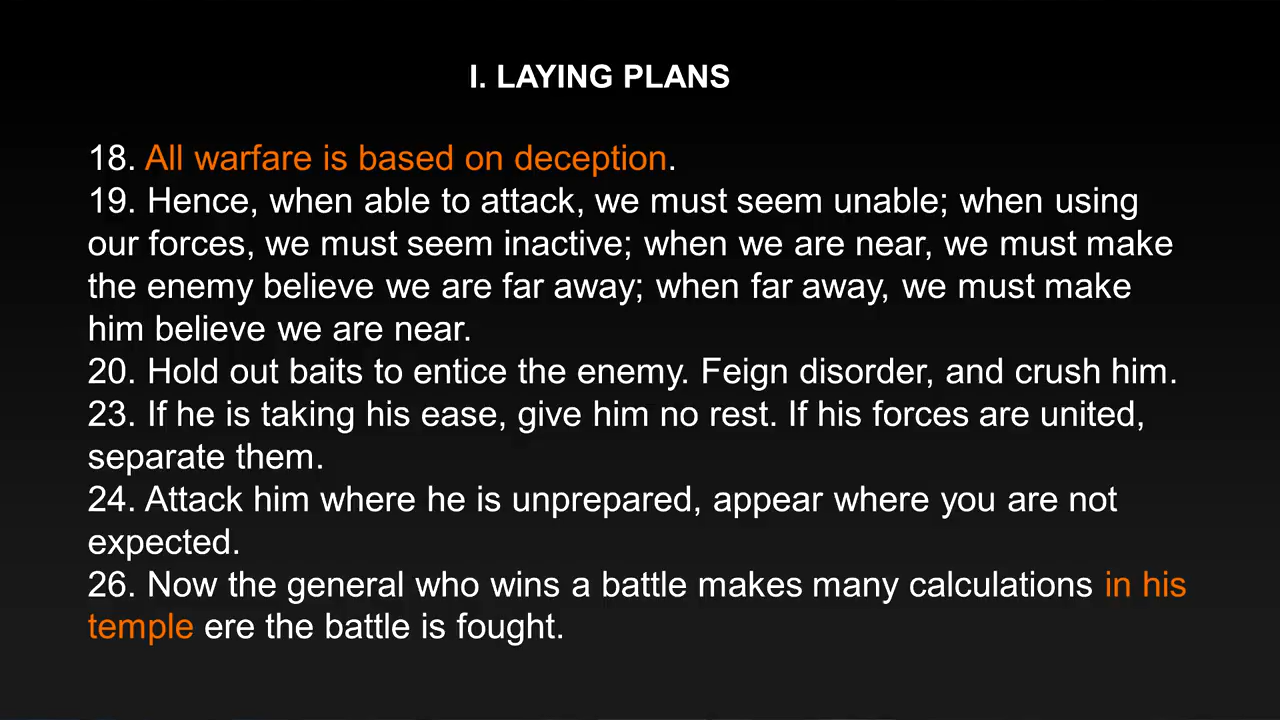 I. LAYING PLANS
18. All warfare is based on deception.
19. Hence, when able to attack, we must seem unable; when using
our forces, we must seem inactive; when we are near, we must make
the enemy believe we are far away; when far away, we must make
him believe we are near.
20. Hold out baits to entice the enemy. Feign disorder, and crush him.
23. If he is taking his ease, give him no rest. If his forces are united,
separate them.
24. Attack him where he is unprepared, appear where you are not
expected.
26. Now the general who wins a battle makes many calculations in his
temple ere the battle is fought.